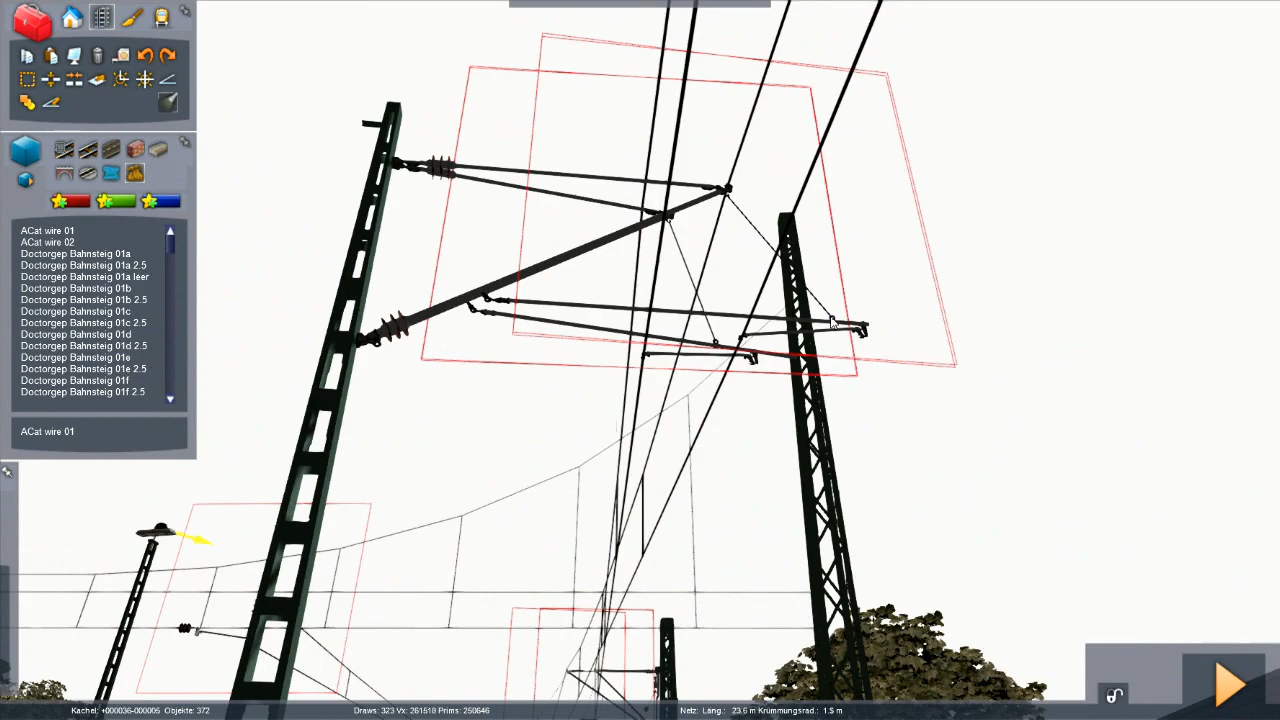 ACat wire 01
ACat wire 02
Doctorgep Bahnsteig 01a
Doctorgep Bahnsteig 01a 2.5
Doctorgep Bahnsteig 01a leer
Doctorgep Bahnsteig 01b
Doctorgep Bahnsteig 01b 2.5
Doctorgep Bahnsteig 01c
Doctorgep Bahnsteig 01c 2.5
Doctorgep Bahnsteig 01d
Doctorgep Bahnsteig 01d 2.5
Doctorgep Bahnsteig 01e
Doctorgep Bahnsteig 01e 2.5
Doctorgep Bahnsteig 01f
Doctorgep Bahnsteig 01f 2.5
ACat wire 01
Kachel: +000036-000005 Objekte: 372 Draws: 323 Vx: 261518 Prims: 250646 Netz: Läng.: 23.6 m Krümmungsrad.: 1.$ m